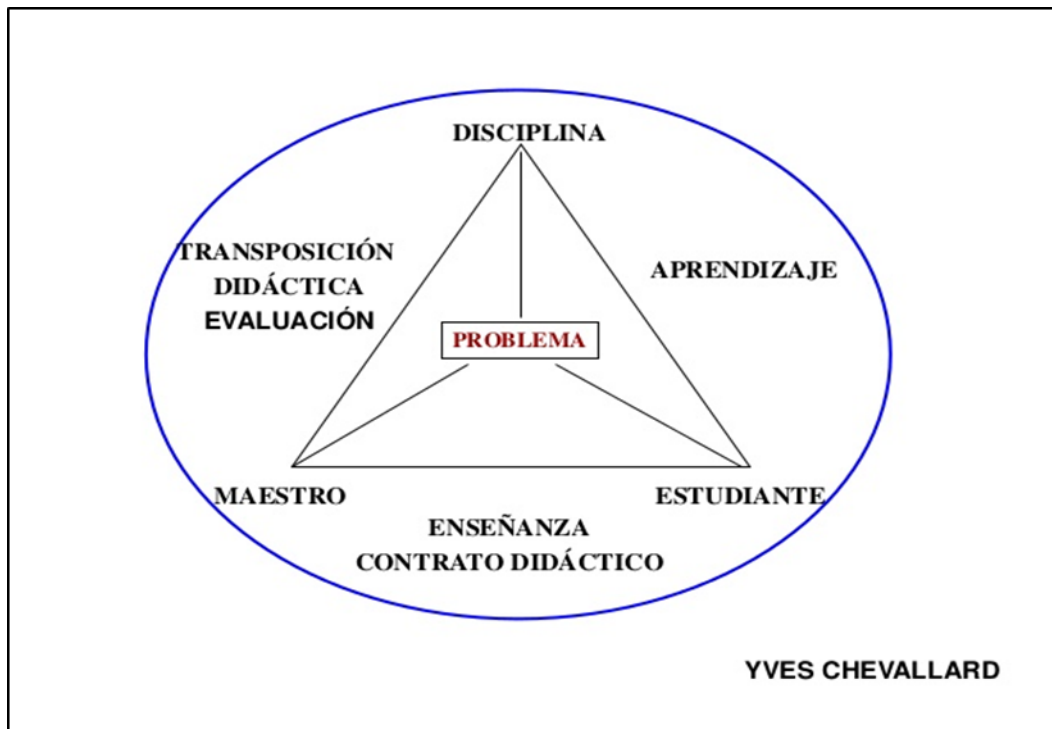 DISCIPLINA
TRANSPOSICIÓN
DIDÁCTICA
EVALUACIÓN
APRENDIZAJE
PROBLEMA
MAESTRO
ESTUDIANTE
ENSEÑANZA
CONTRATO DIDÁCTICO
YVES CHEVALLARD